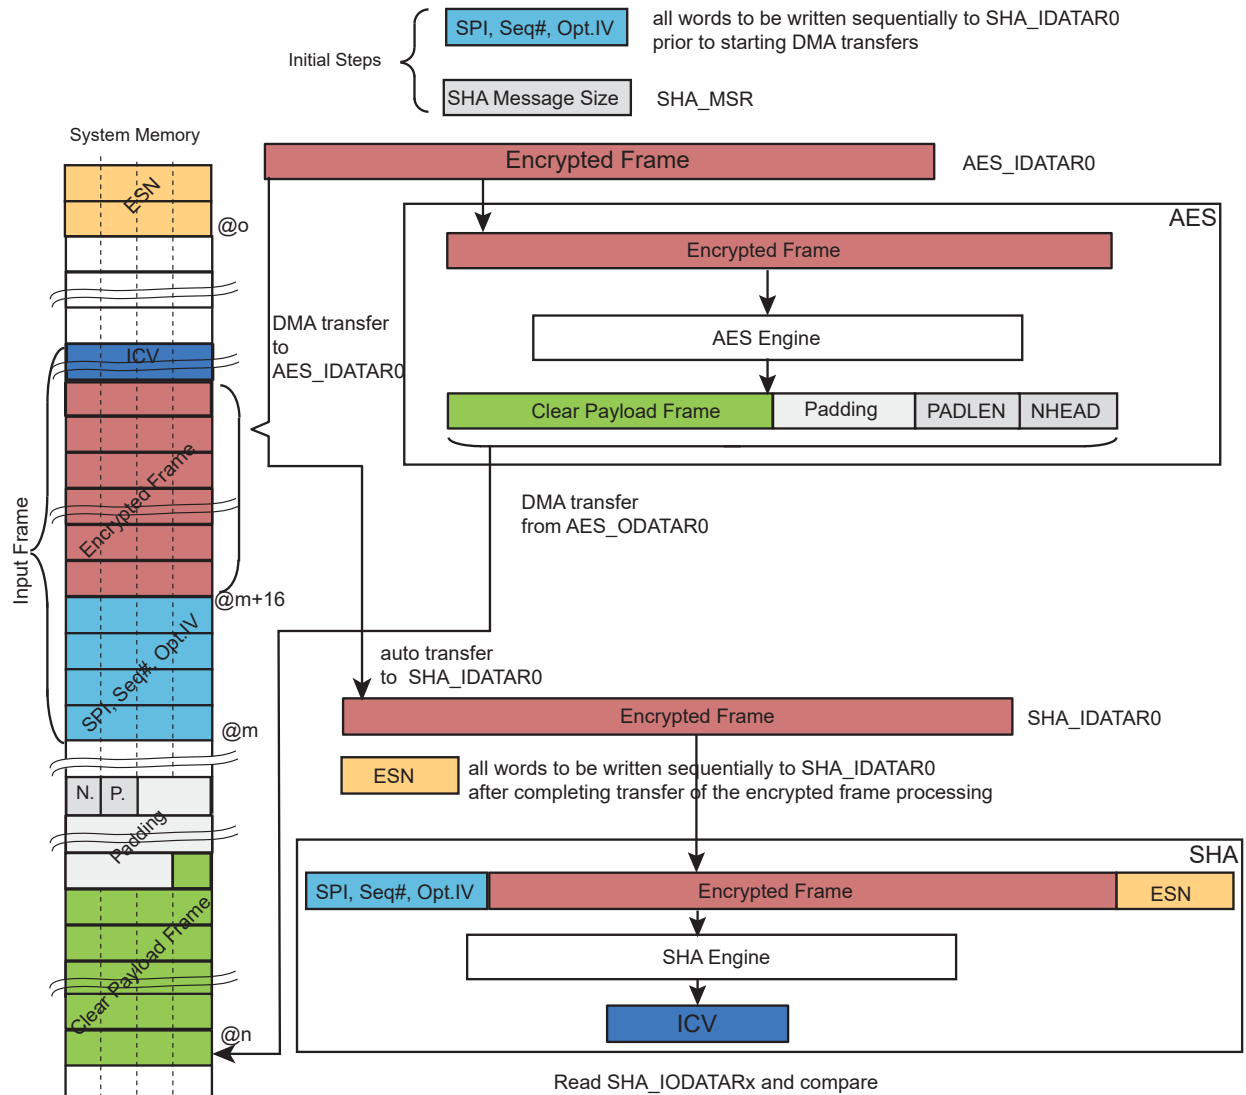 SPI, Seq#, Opt.IV
all words to be written sequentially to SHA_IDATAR0
prior to starting DMA transfers
Initial Steps
SHA Message Size
SHA_MSR
System Memory
Encrypted Frame
AES_IDATAR0
ESN
@o
AES
Encrypted Frame
DMA transfer
to
AES_IDATAR0
AES Engine
ICV
Clear Payload Frame
Padding
PADLEN
NHEAD
Encrypted Frame
Input Frame
DMA transfer
from AES_ODATAR0
@m+16
SPI, Seq#, Opt.IV
auto transfer
to SHA_IDATAR0
@m
Encrypted Frame
SHA_IDATAR0
ESN
all words to be written sequentially to SHA_IDATAR0
after completing transfer of the encrypted frame processing
N.
P.
Padding
SHA
SPI, Seq#, Opt.IV
Encrypted Frame
ESN
Clear Payload Frame
SHA Engine
@n
ICV
Read SHA_IODATARx and compare